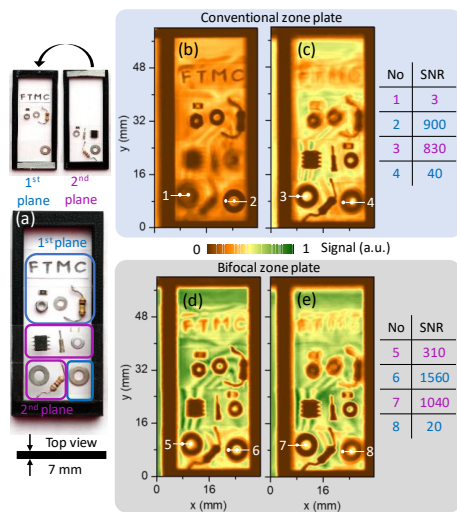 Conventional zone plate
(b)
(c)
FTMC
48
32
16
0
y (mm)
FTMC
1
2
3
4
No SNR
1 3
2 900
3 830
4 40
FTMC
1st plane
2nd plane
(a)
1st plane
FTMC
2nd plane
Top view
7 mm
0 1 Signal (a.u.)
Bifocal zone plate
(d)
(e)
FTMC
FTMC
48
32
16
0
y (mm)
5
6
7
8
0 16
0 16
x (mm)
x (mm)
No SNR
5 310
6 1560
7 1040
8 20